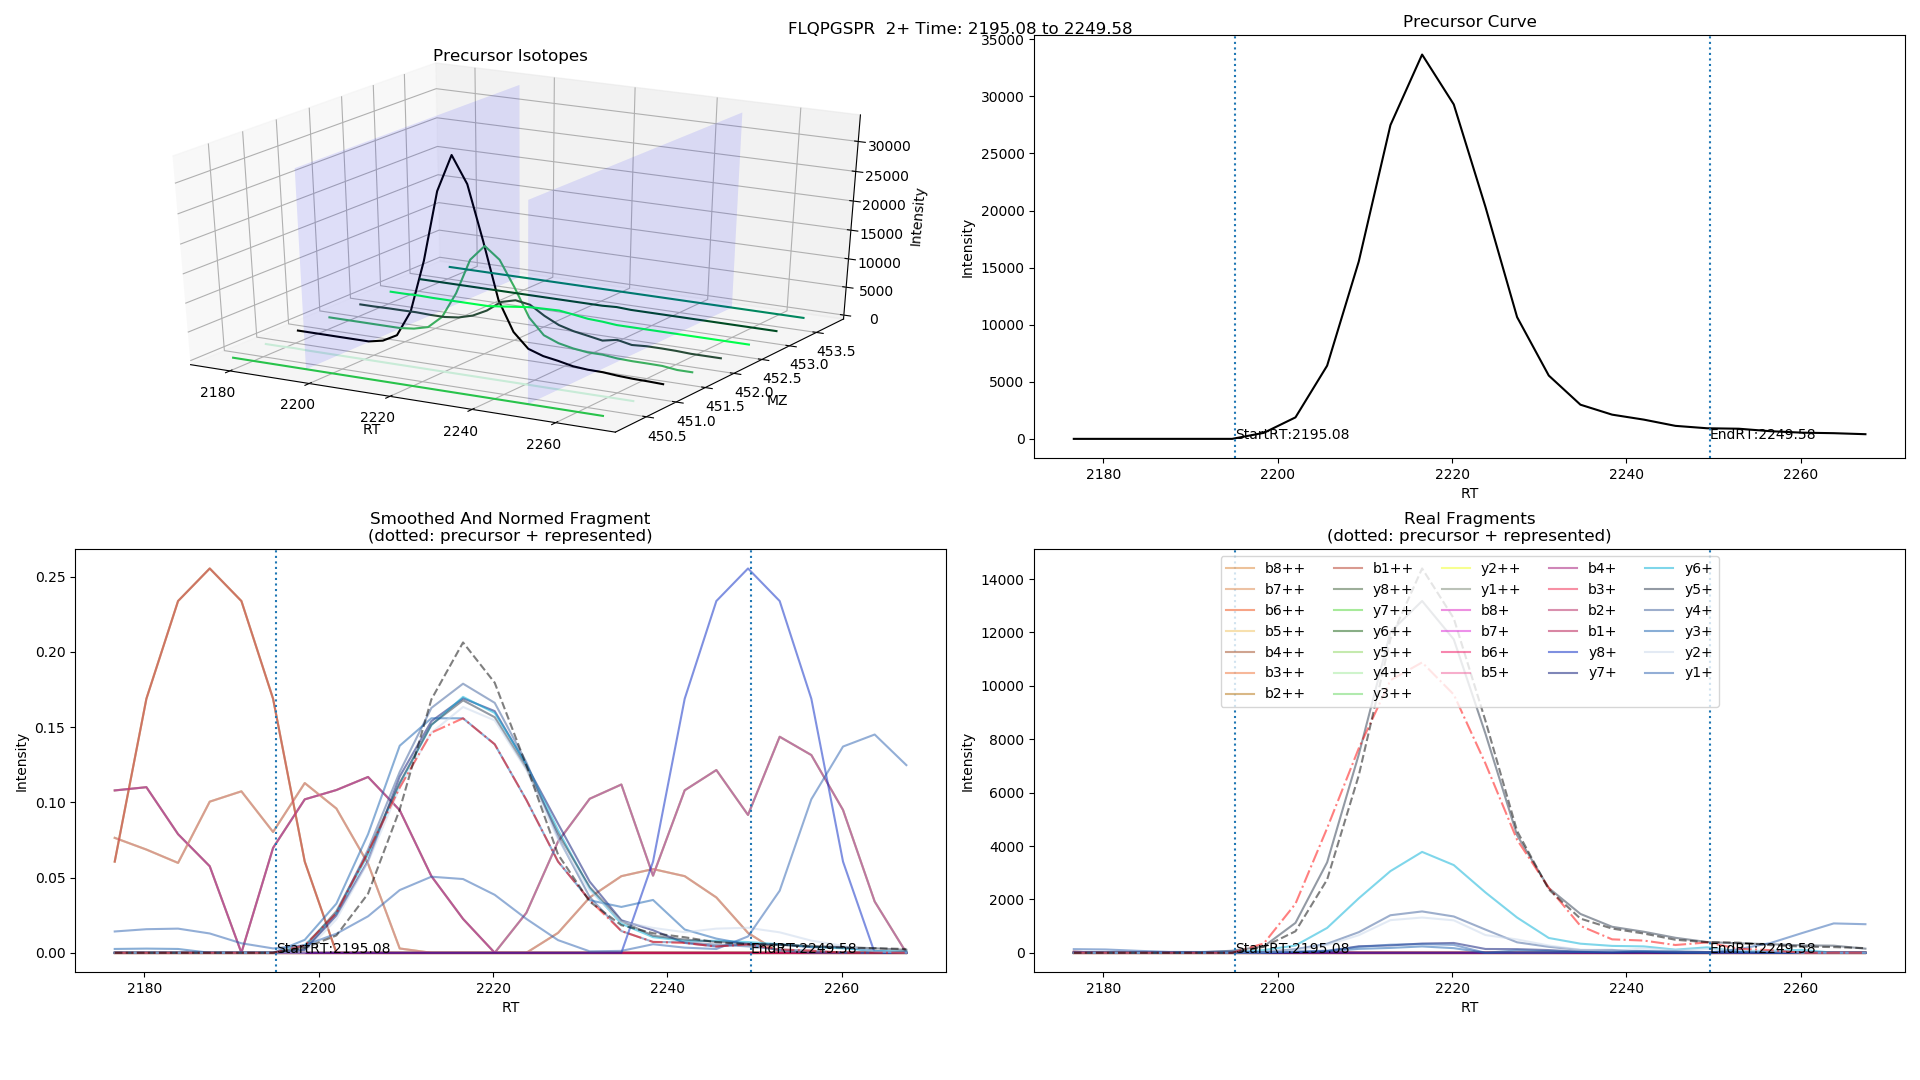 FLQPGSPR  2+ Time: 2195.08 to 2249.58
Precursor Isotopes
30000
25000
20000
15000
10000
5000
0
Intensity
2180
2200
2220
2240
2260
RT
450.5
451.0
451.5
452.0
452.5
453.0
453.5
MZ
Precursor Curve
35000
30000
25000
20000
15000
10000
5000
0
Intensity
StartRT:2195.08
EndRT:2249.58
2180 2200 2220 2240 2260
RT
Smoothed And Normed Fragment
(dotted: precursor + represented)
0.25
0.20
0.15
0.10
0.05
0.00
Intensity
StartRT:2195.08
EndRT:2249.58
2180 2200 2220 2240 2260
RT
Real Fragments
(dotted: precursor + represented)
14000
12000
10000
8000
6000
4000
2000
0
Intensity
b8++ b1++ y2++ b4+ y6+
b7++ y8++ y1++ b3+ y5+
b6++ y7++ b8+ b2+ y4+
b5++ y6++ b7+ b1+ y3+
b4++ y5++ b6+ y8+ y2+
b3++ y4++ b5+ y7+ y1+
b2++ y3++
StartRT:2195.08
EndRT:2249.58
2180 2200 2220 2240 2260
RT